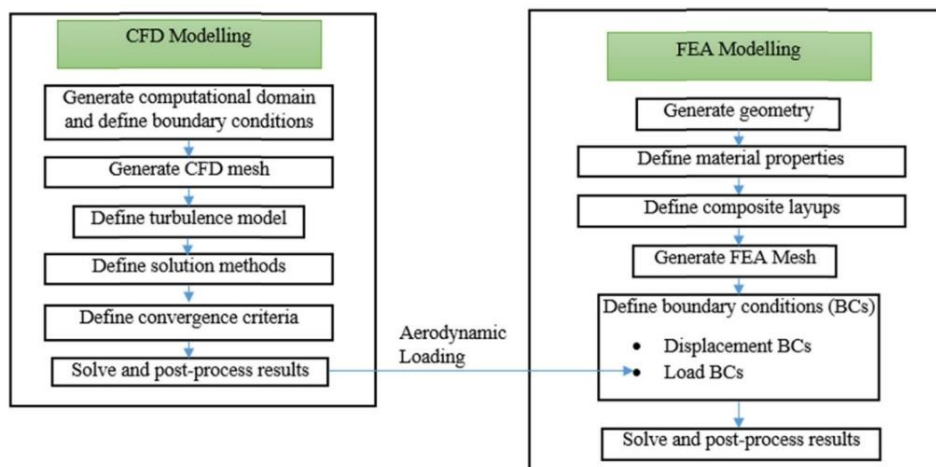 CFD Modelling
Generate computational domain
and define boundary conditions
Generate CFD mesh
Define turbulence model
Define solution methods
Define convergence criteria
Solve and post-process results
Aerodynamic
Loading
FEA Modelling
Generate geometry
Define material properties
Define composite layups
Generate FEA Mesh
Define boundary conditions (BCs)
• Displacement BCs
• Load BCs
Solve and post-process results